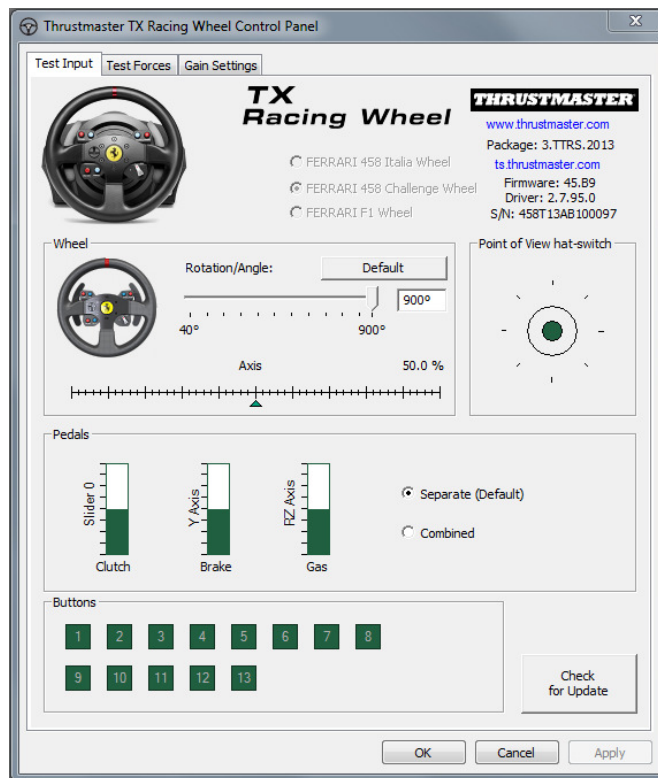 Thrustmaster TX Racing Wheel Control Panel
Test Input
Test Forces
Gain Settings
TX
Racing Wheel
FERRARI 458 Italia Wheel
FERRARI 458 Challenge Wheel
FERRARI F1 Wheel
THRUSTMASTER
www.thrustmaster.com
Package: 3.TTRS.2013
ts.thrustmaster.com
Firmware: 45.B9
Driver: 2.7.95.0
S/N: 458T13AB100097
Wheel
Rotation/Angle:
Default
900°
40°
900°
Axis
50.0 %
Point of View hat-switch
Pedals
Slider 0
Clutch
Y Axis
Brake
RZ Axis
Gas
Separate (Default)
Combined
Buttons
1 2 3 4 5 6 7 8
9 10 11 12 13
Check
for Update
OK
Cancel
Apply